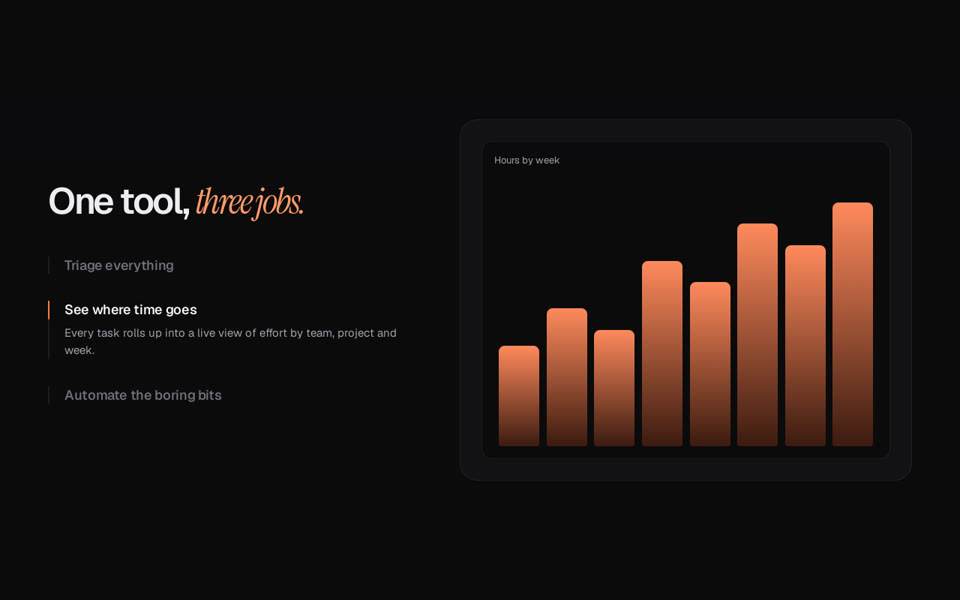 One tool, three jobs.
Triage everything
See where time goes
Every task rolls up into a live view of effort by team, project and
week.
Automate the boring bits
Hours by week